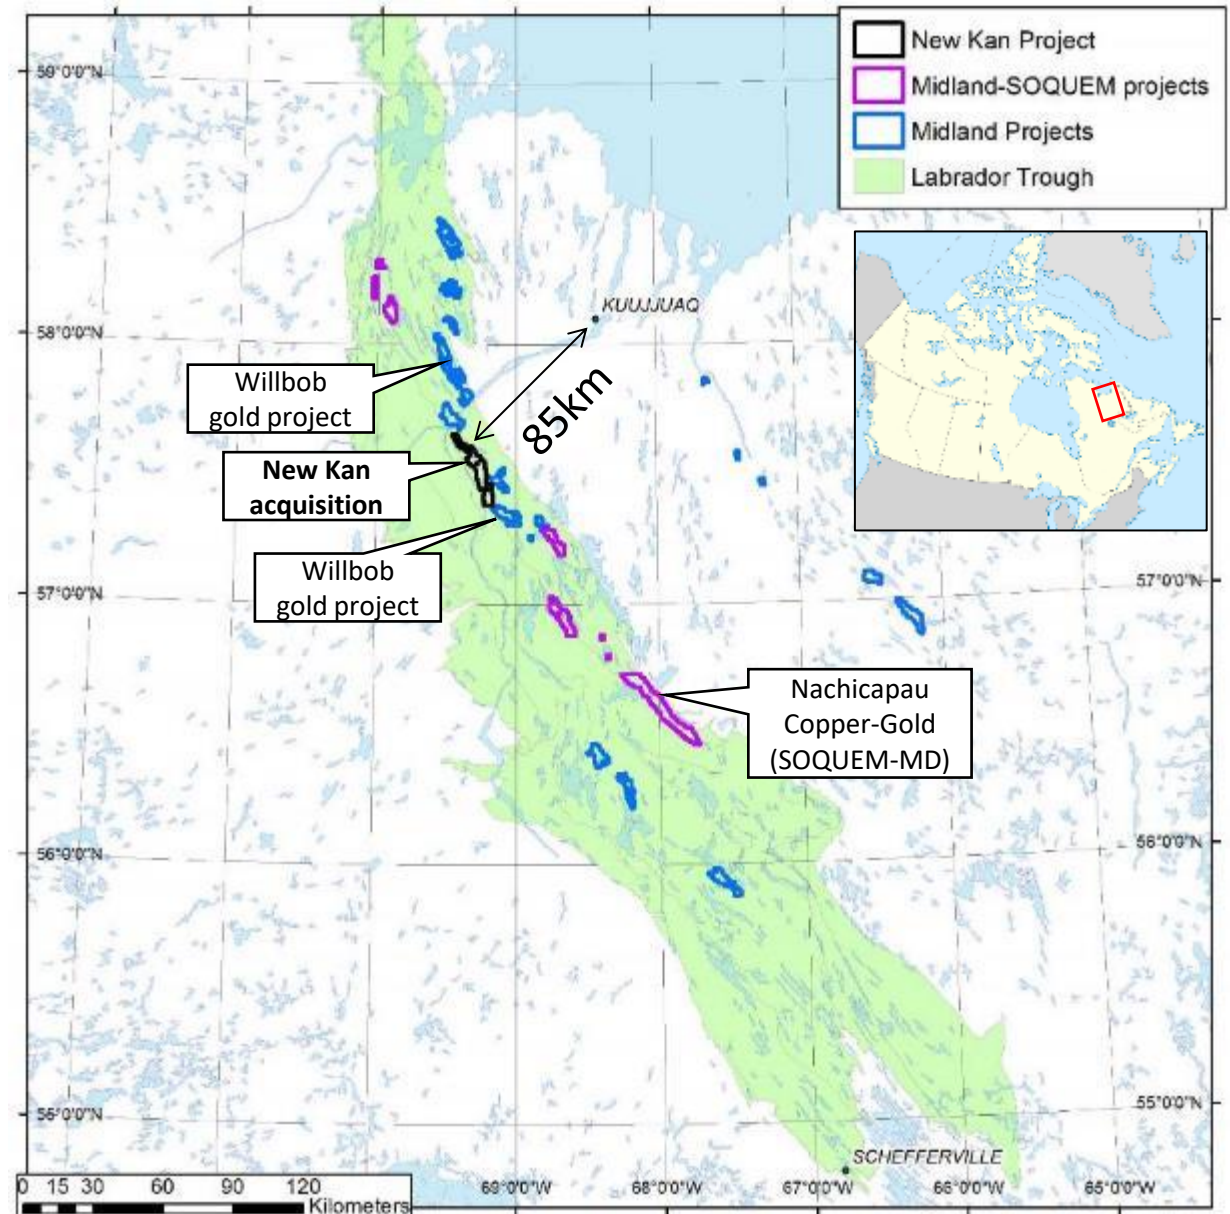 New Kan Project
Midland-SOQUEM projects
Midland Projects
Labrador Trough
59°0'0"N
58°0'0"N
KUUJJUAQ
85km
Willbob
gold project
New Kan
acquisition
Willbob
gold project
57°0'0"N
57°0'0"N
Nachicapau
Copper-Gold
(SOQUEM-MD)
56°0'0"N
56°0'0"N
55°0'0"N
55°0'0"N
SCHEFFERVILLE
0 15 30 60 90 120
Kilometers
69°0'0"W
68°0'0"W
67°0'0"W
66°0'0"W
65°0'0"W